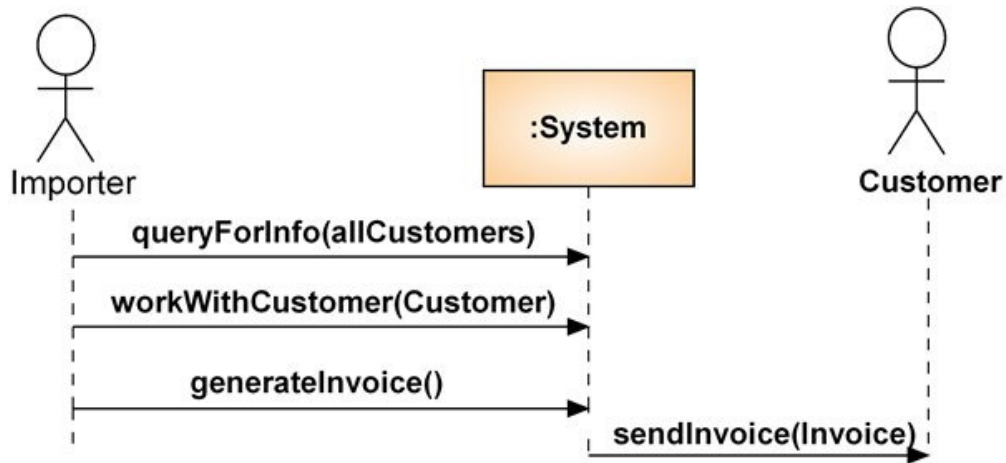 :System
Importer
Customer
queryForInfo(allCustomers)
workWithCustomer(Customer)
generateInvoice()
sendInvoice(Invoice)